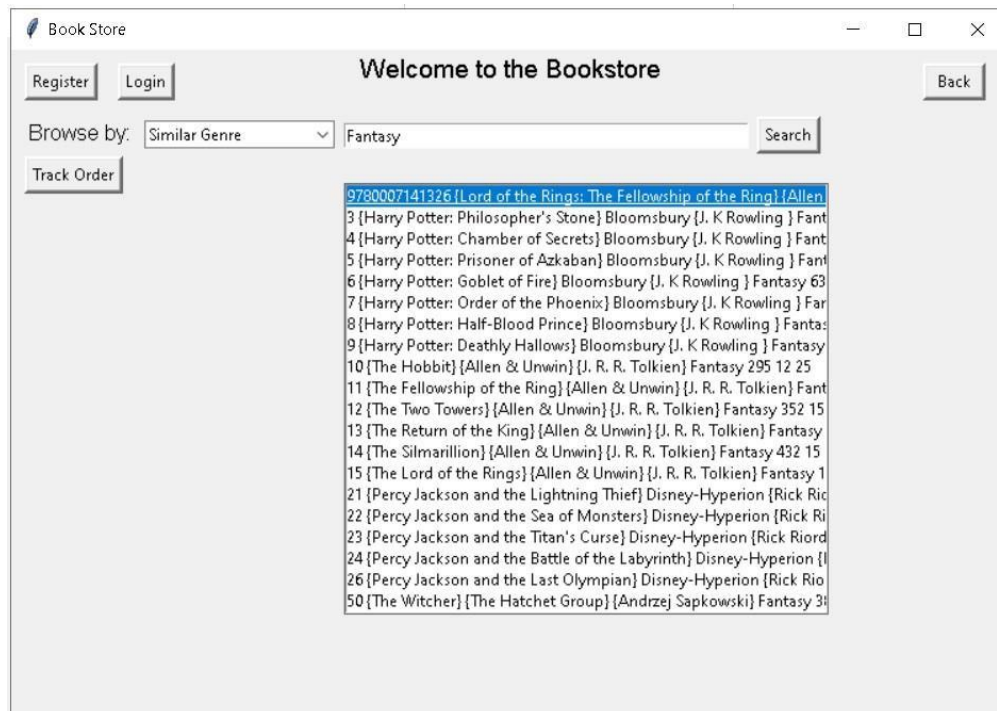 Book Store
Register Login Welcome to the Bookstore Back
Browse by: Similar Genre Fantasy Search
Track Order
9780007141326 {Lord of the Rings: The Fellowship of the Ring} {Allen
3 {Harry Potter: Philosopher's Stone} Bloomsbury {J. K Rowling } Fant
4 {Harry Potter: Chamber of Secrets} Bloomsbury {J. K Rowling } Fant
5 {Harry Potter: Prisoner of Azkaban} Bloomsbury {J. K Rowling } Fant
6 {Harry Potter: Goblet of Fire} Bloomsbury {J. K Rowling } Fantasy 63
7 {Harry Potter: Order of the Phoenix} Bloomsbury {J. K Rowling } Far
8 {Harry Potter: Half-Blood Prince} Bloomsbury {J. K Rowling } Fantas
9 {Harry Potter: Deathly Hallows} Bloomsbury {J. K Rowling } Fantasy
10 {The Hobbit} {Allen & Unwin} {J. R. R. Tolkien} Fantasy 295 12 25
11 {The Fellowship of the Ring} {Allen & Unwin} {J. R. R. Tolkien} Fant
12 {The Two Towers} {Allen & Unwin} {J. R. R. Tolkien} Fantasy 352 15
13 {The Return of the King} {Allen & Unwin} {J. R. R. Tolkien} Fantasy
14 {The Silmarillion} {Allen & Unwin} {J. R. R. Tolkien} Fantasy 432 15
15 {The Lord of the Rings} {Allen & Unwin} {J. R. R. Tolkien} Fantasy 1
21 {Percy Jackson and the Lightning Thief} Disney-Hyperion {Rick Ric
22 {Percy Jackson and the Sea of Monsters} Disney-Hyperion {Rick Ri
23 {Percy Jackson and the Titan's Curse} Disney-Hyperion {Rick Riord
24 {Percy Jackson and the Battle of the Labyrinth} Disney-Hyperion {
26 {Percy Jackson and the Last Olympian} Disney-Hyperion {Rick Rio
50 {The Witcher} {The Hatchet Group} {Andrzej Sapkowski} Fantasy 3